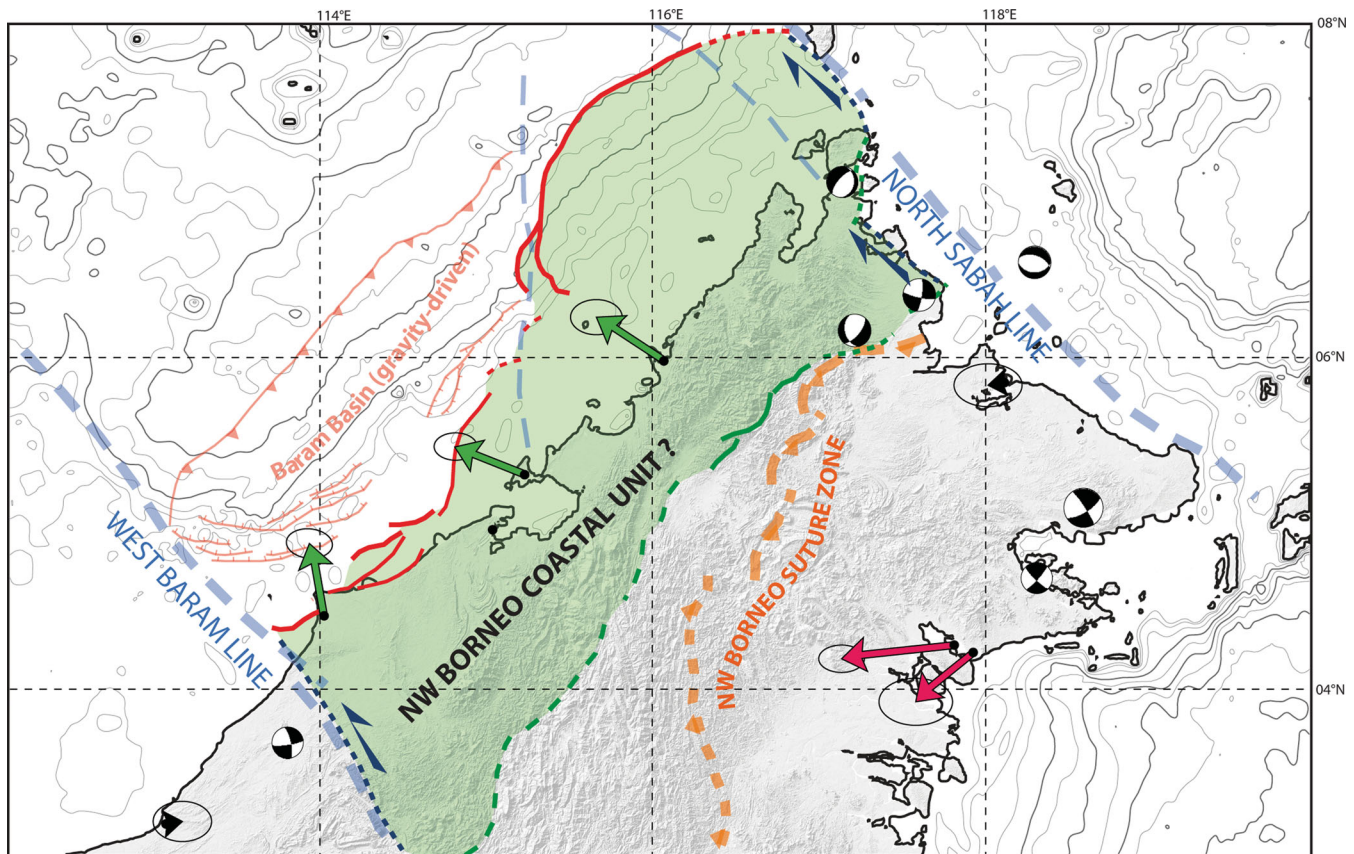 114°E
116°E
118°E
08°N
Baram Basin (gravity-driven)
NORTH SABAH LINE
06°N
WEST BARAM LINE
NW BORNEO COASTAL UNIT ?
NW BORNEO SUTURE ZONE
04°N